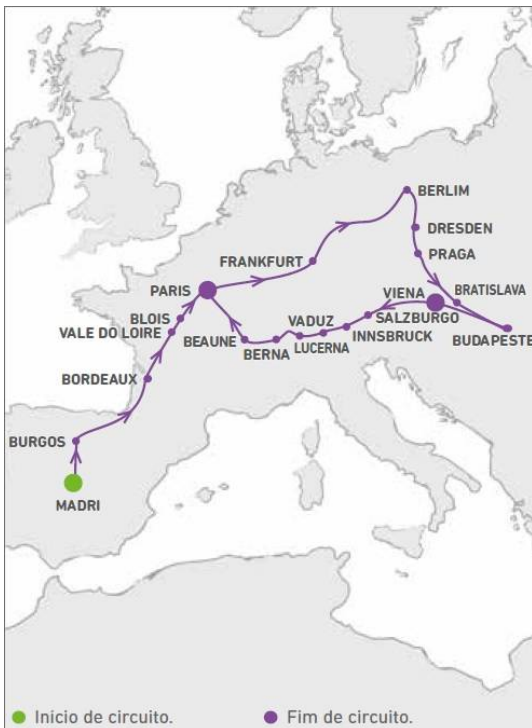 BERLIM
DRESDEN
FRANKFURT
PRAGA
PARIS
VIENA
BRATISLAVA
BLOIS
VADUZ
SALZBURGO
VALE DO LOIRE
BEAUNE
BERNA
LUCERNA
INNSBRUCK
BUDAPESTE
BORDEAUX
BURGOS
MADRI
Início de circuito.
Fim de circuito.